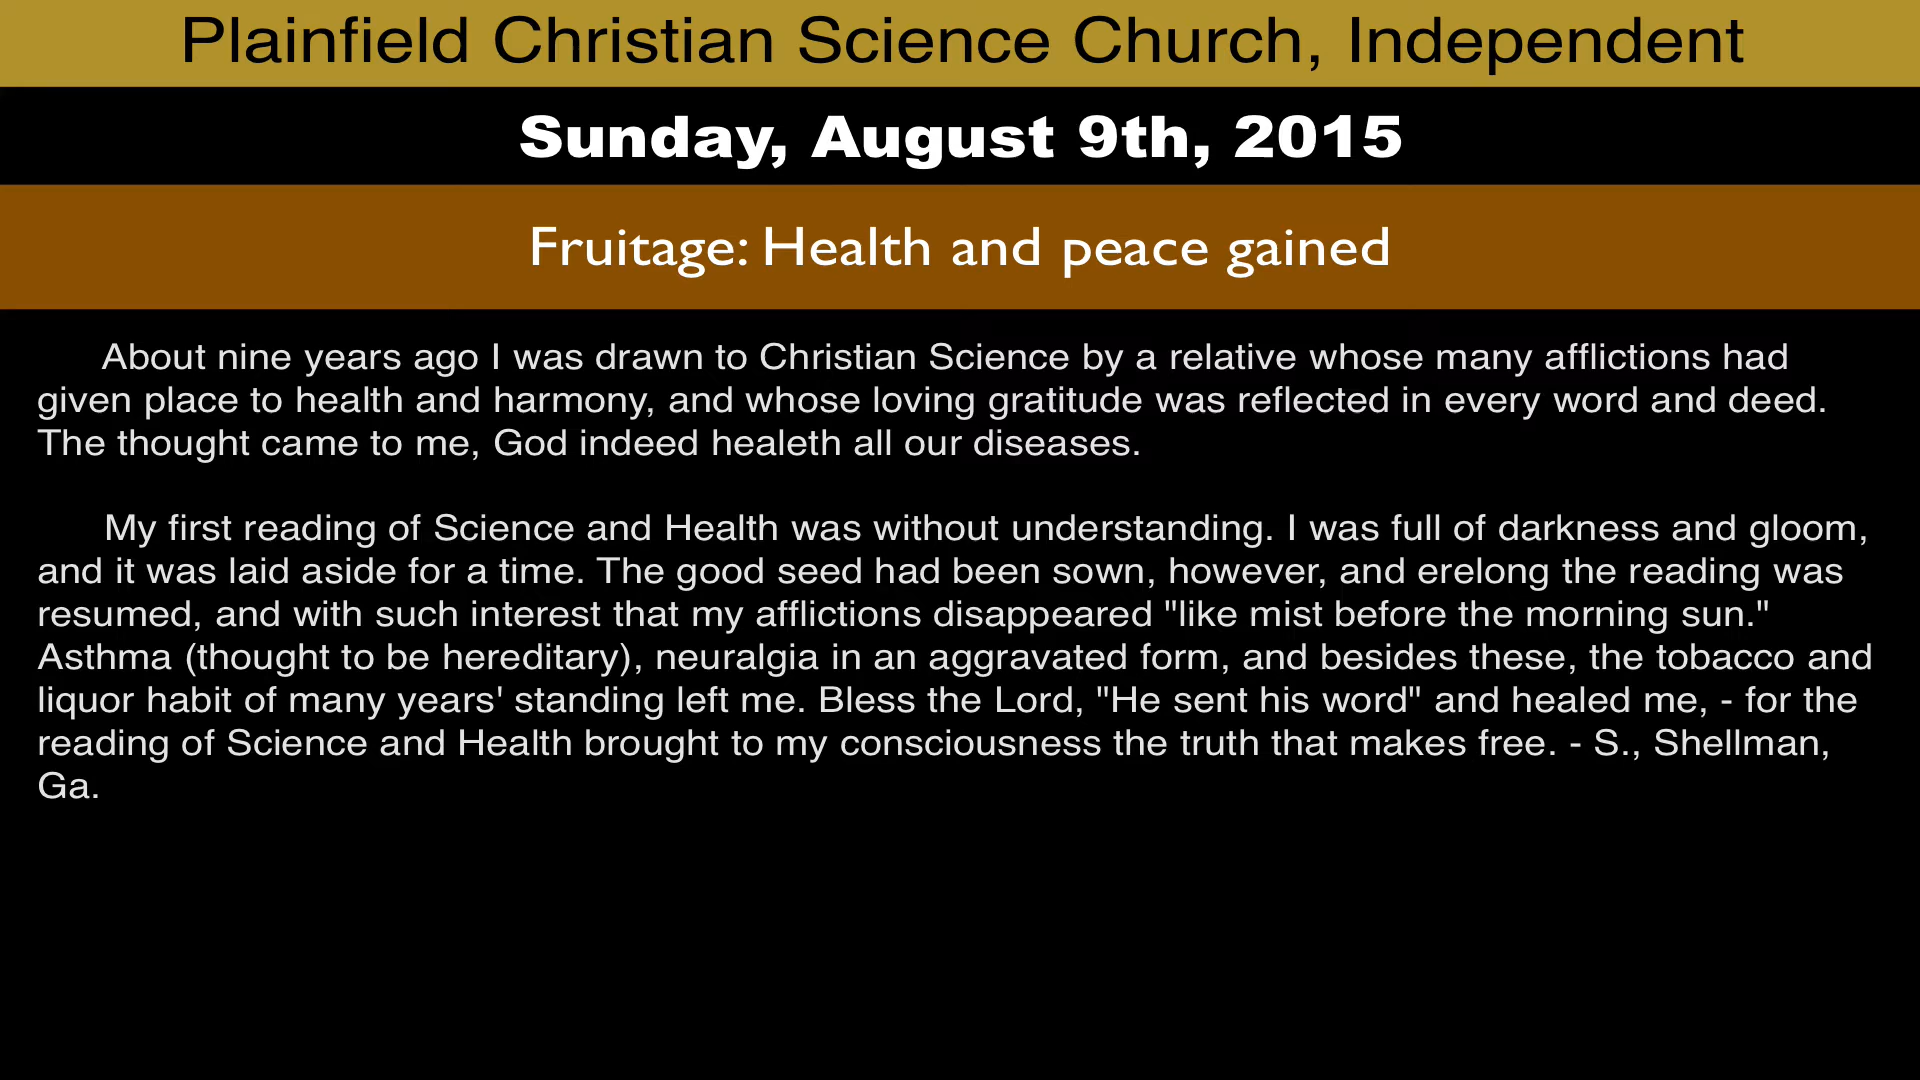 Plainfield Christian Science Church, Independent
Sunday, August 9th, 2015
Fruitage: Health and peace gained
About nine years ago I was drawn to Christian Science by a relative whose many afflictions had
given place to health and harmony, and whose loving gratitude was reflected in every word and deed.
The thought came to me, God indeed healeth all our diseases.
My first reading of Science and Health was without understanding. I was full of darkness and gloom,
and it was laid aside for a time. The good seed had been sown, however, and erelong the reading was
resumed, and with such interest that my afflictions disappeared "like mist before the morning sun."
Asthma (thought to be hereditary), neuralgia in an aggravated form, and besides these, the tobacco and
liquor habit of many years' standing left me. Bless the Lord, "He sent his word" and healed me, - for the
reading of Science and Health brought to my consciousness the truth that makes free. - S., Shellman,
Ga.